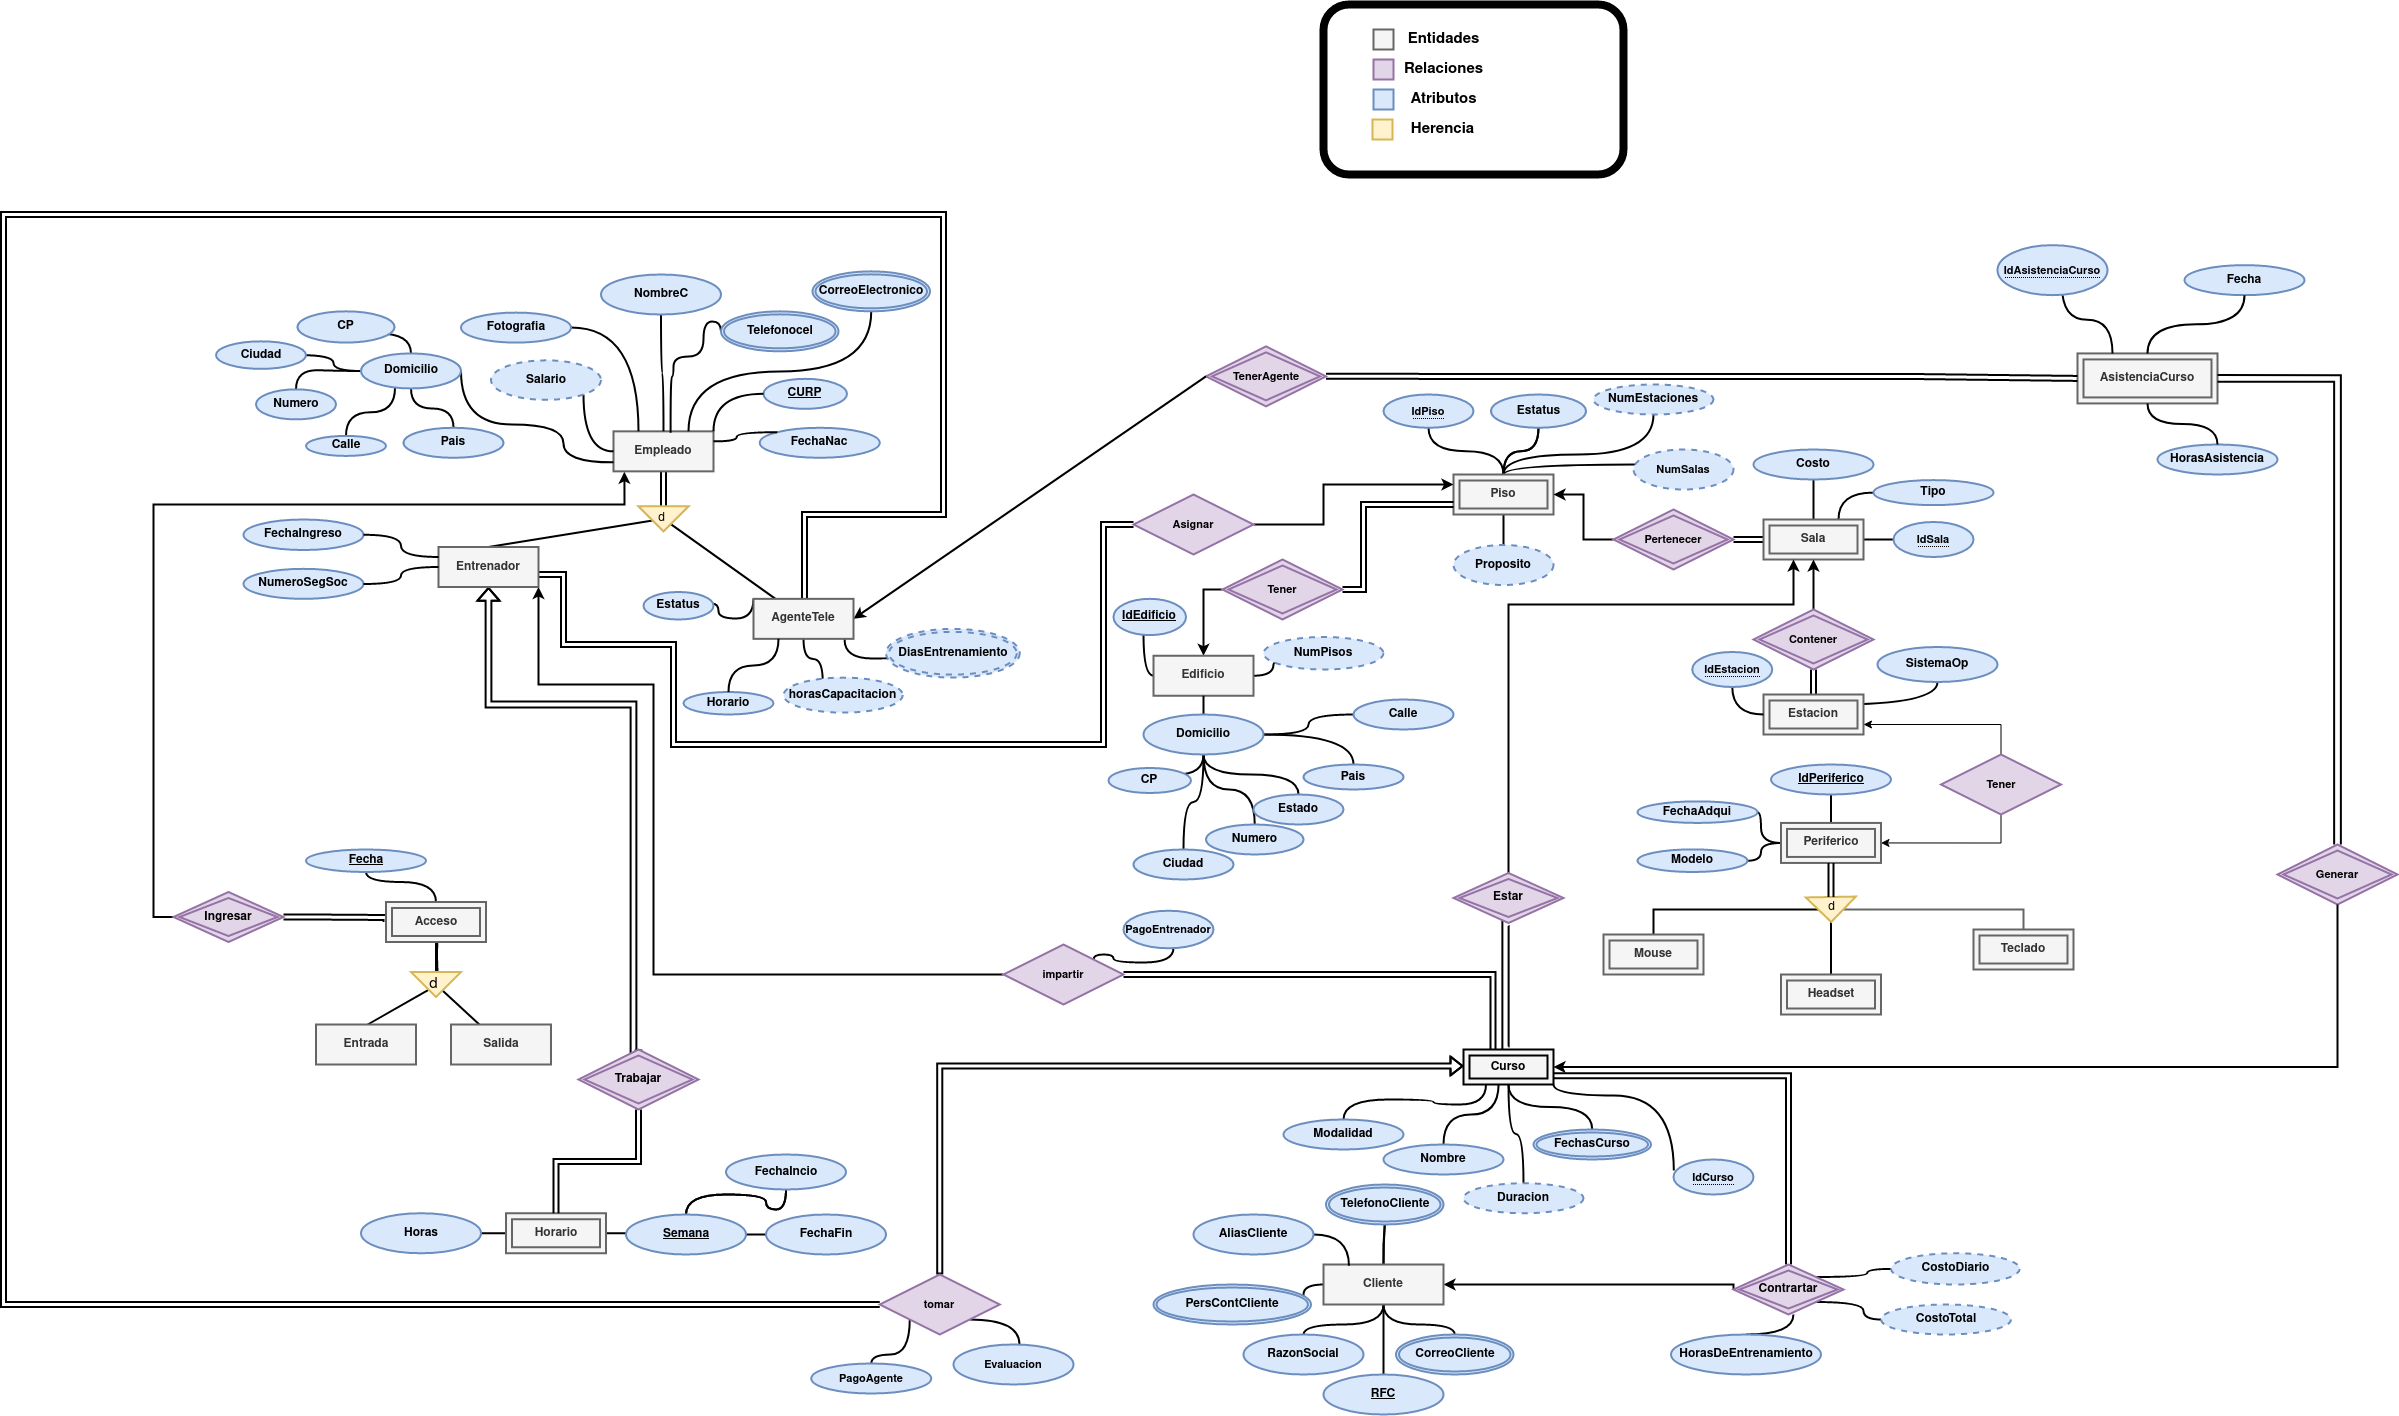 Entidades
Relaciones
Atributos
Herencia
IdAsistenciaCurso
Fecha
AsistenciaCurso
HorasAsistencia
NombreC
CorreoElectronico
Fotografia
Telefonocel
CP
Ciudad
Domicilio
Salario
CURP
Numero
Calle
Pais
Empleado
FechaNac
d
FechaIngreso
NumeroSegSoc
Entrenador
Estatus
AgenteTele
DiasEntrenamiento
Horario
horasCapacitacion
TenerAgente
IdPiso
Estatus
NumEstaciones
NumSalas
Piso
Proposito
Asignar
Tener
Pertenecer
Costo
Tipo
Sala
IdSala
IdEdificio
NumPisos
Edificio
Domicilio
Calle
Pais
CP
Estado
Numero
Ciudad
Contener
IdEstacion
SistemaOp
Estacion
Tener
IdPeriferico
FechaAdqui
Periferico
Modelo
d
Mouse
Headset
Teclado
Generar
Estar
Fecha
Ingresar
Acceso
d
Entrada
Salida
PagoEntrenador
impartir
Trabajar
Curso
Modalidad
Nombre
FechasCurso
IdCurso
Duracion
FechaIncio
Horas
Horario
Semana
FechaFin
tomar
PagoAgente
Evaluacion
TelefonoCliente
AliasCliente
Cliente
PersContCliente
RazonSocial
CorreoCliente
RFC
Contrartar
CostoDiario
CostoTotal
HorasDeEntrenamiento